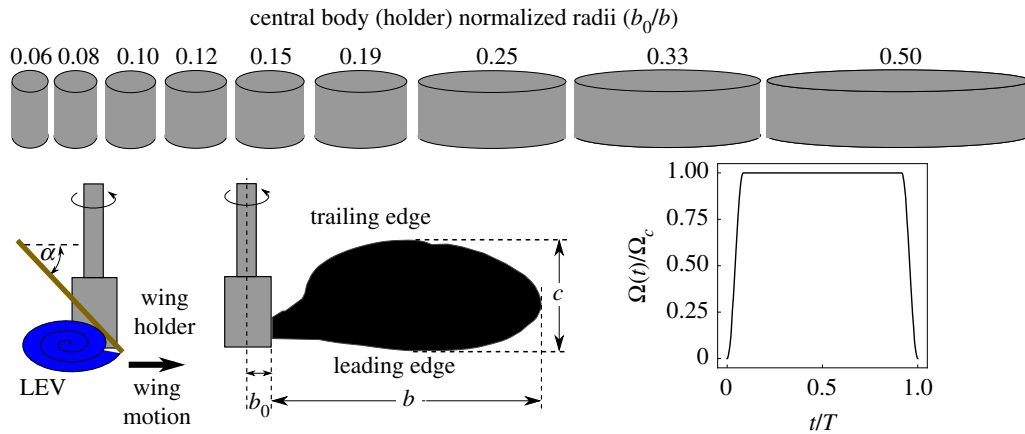 central body (holder) normalized radii (b₀/b)
0.06 0.08 0.10 0.12 0.15 0.19 0.25 0.33 0.50
α
wing
holder
LEV
wing
motion
trailing edge
leading edge
c
b₀
b
Ω(t)/Ω_c
1.00
0.75
0.50
0.25
0
0 0.5 1.0
t/T